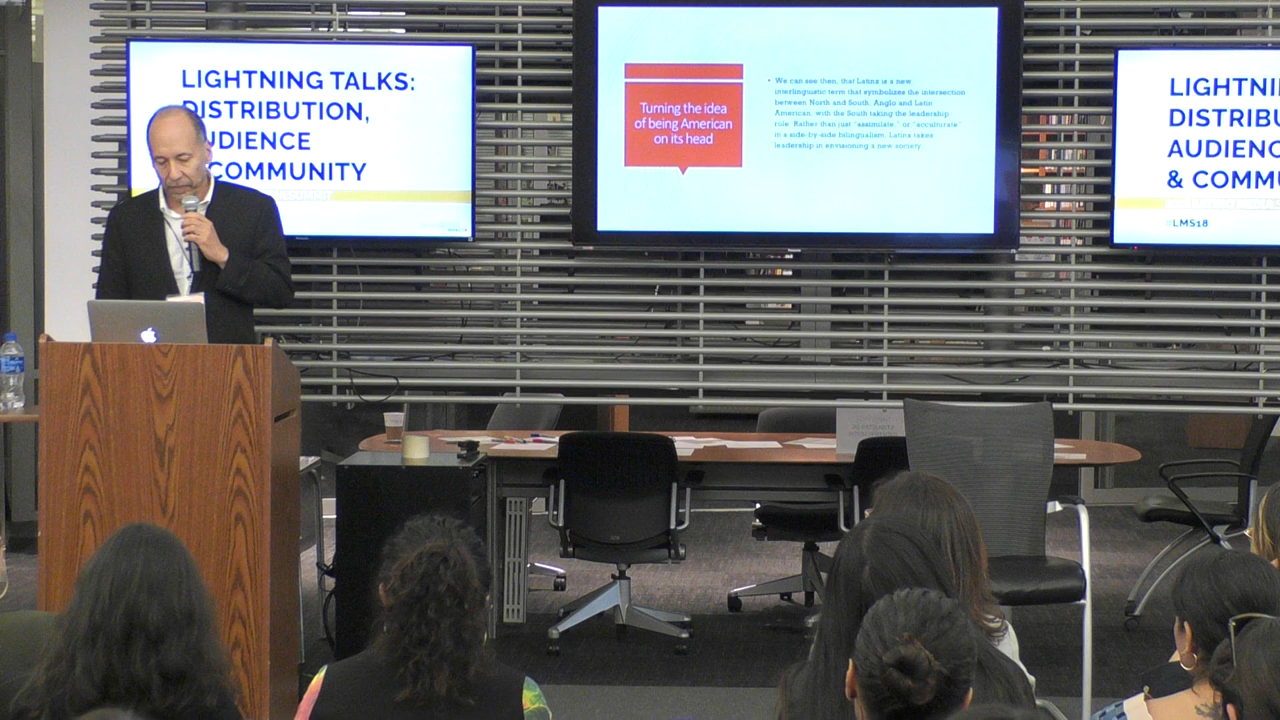 LIGHTNING TALKS:
DISTRIBUTION,
UDIENCE
COMMUNITY
Turning the idea
of being American
on its head
• We can see then, that Latinx is a new
interlinguistic term that symbolizes the intersection
between North and South, Anglo and Latin
American, with the South taking the leadership
role. Rather than just "assimilate," or "acculturate"
in a side-by-side bilingualism, Latinx takes
leadership in envisioning a new society.
LIGHTNI
DISTRIBU
AUDIENC
& COMMU
#LMS18